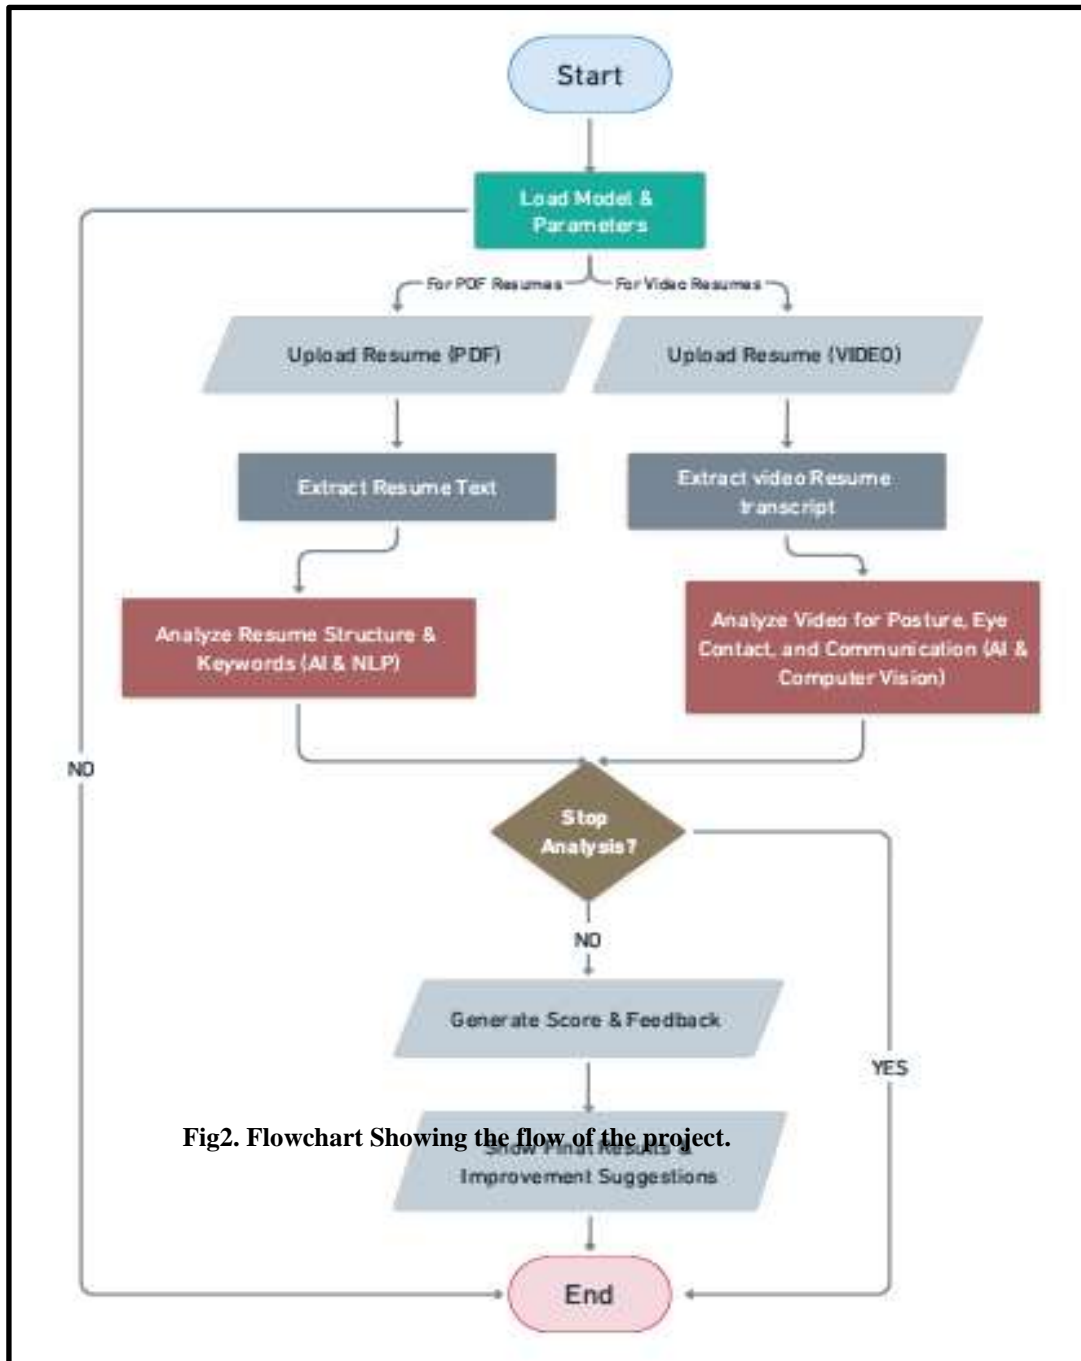 Start
Load Model &
Parameters
For PDF Resumes
For Video Resumes
Upload Resume (PDF)
Upload Resume (VIDEO)
Extract Resume Text
Extract video Resume
transcript
Analyze Resume Structure &
Keywords (AI & NLP)
Analyze Video for Posture, Eye
Contact, and Communication (AI &
Computer Vision)
NO
Stop
Analysis?
NO
Generate Score & Feedback
YES
Fig2. Flowchart Showing the flow of the project.
Show Final Results &
Improvement Suggestions
End